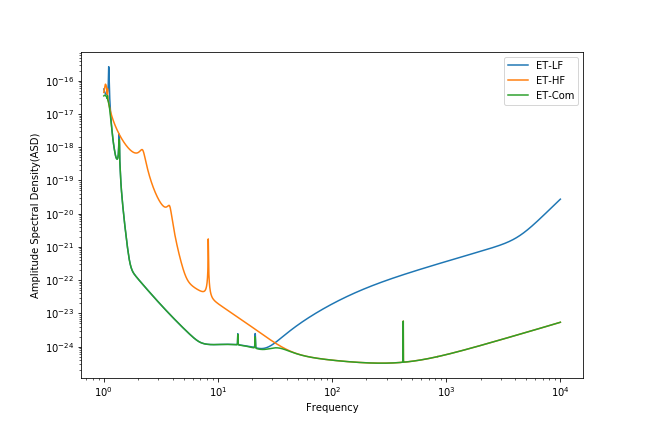 ET-LF
ET-HF
ET-Com
Amplitude Spectral Density(ASD)
10⁻¹⁶
10⁻¹⁷
10⁻¹⁸
10⁻¹⁹
10⁻²⁰
10⁻²¹
10⁻²²
10⁻²³
10⁻²⁴
10⁰
10¹
10²
10³
10⁴
Frequency